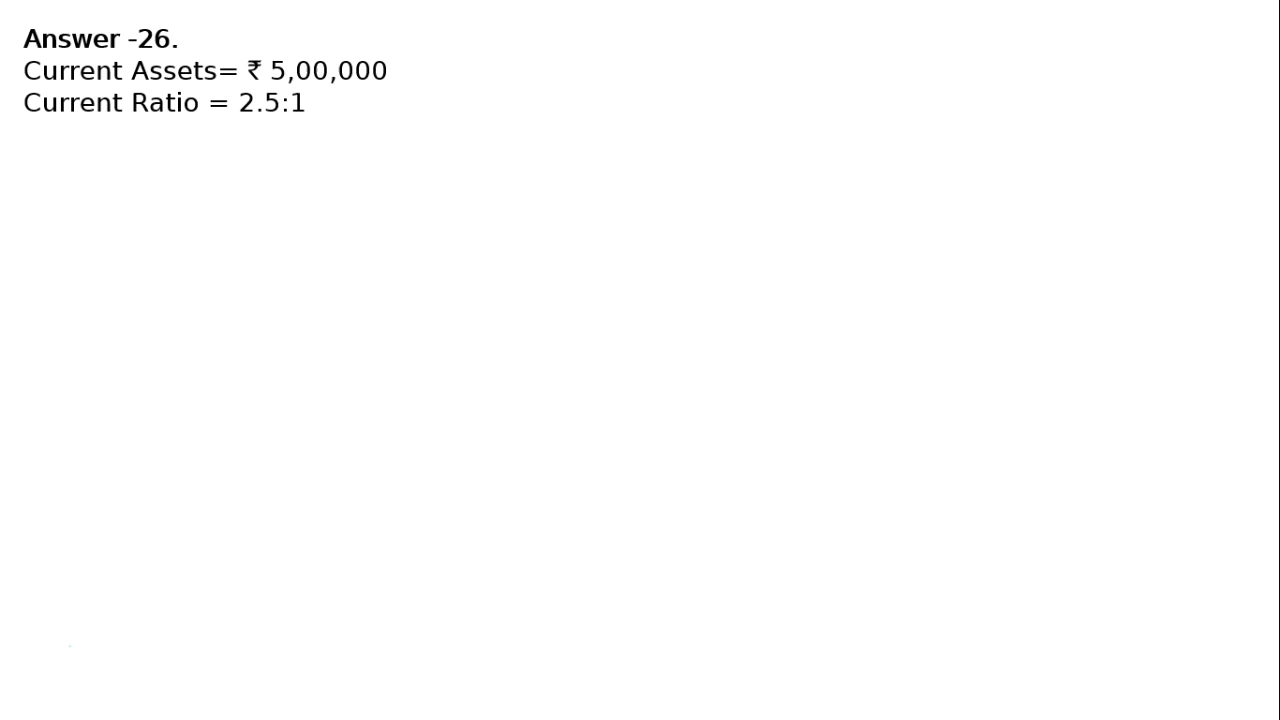 Answer -26.
Current Assets= ₹ 5,00,000
Current Ratio = 2.5:1